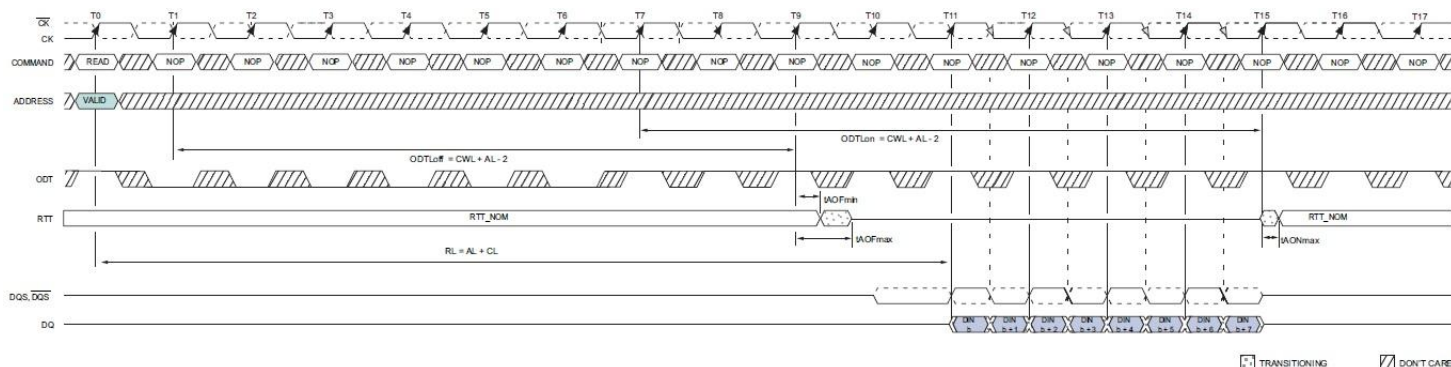 T0 T1 T2 T3 T4 T5 T6 T7 T8 T9 T10 T11 T12 T13 T14 T15 T16 T17
CK
CK
COMMAND READ NOP NOP NOP NOP NOP NOP NOP NOP NOP NOP NOP NOP NOP NOP NOP NOP NOP
ADDRESS VALID
ODTLon = CWL + AL - 2
ODTLoff = CWL + AL - 2
ODT
tAOFmin
RTT RTT_NOM RTT_NOM
tAOFmax tAONmax
RL = AL + CL
DQS, DQS
DQ DIN b DIN b + 1 DIN b + 2 DIN b + 3 DIN b + 4 DIN b + 5 DIN b + 6 DIN b + 7
TRANSITIONING DON'T CARE